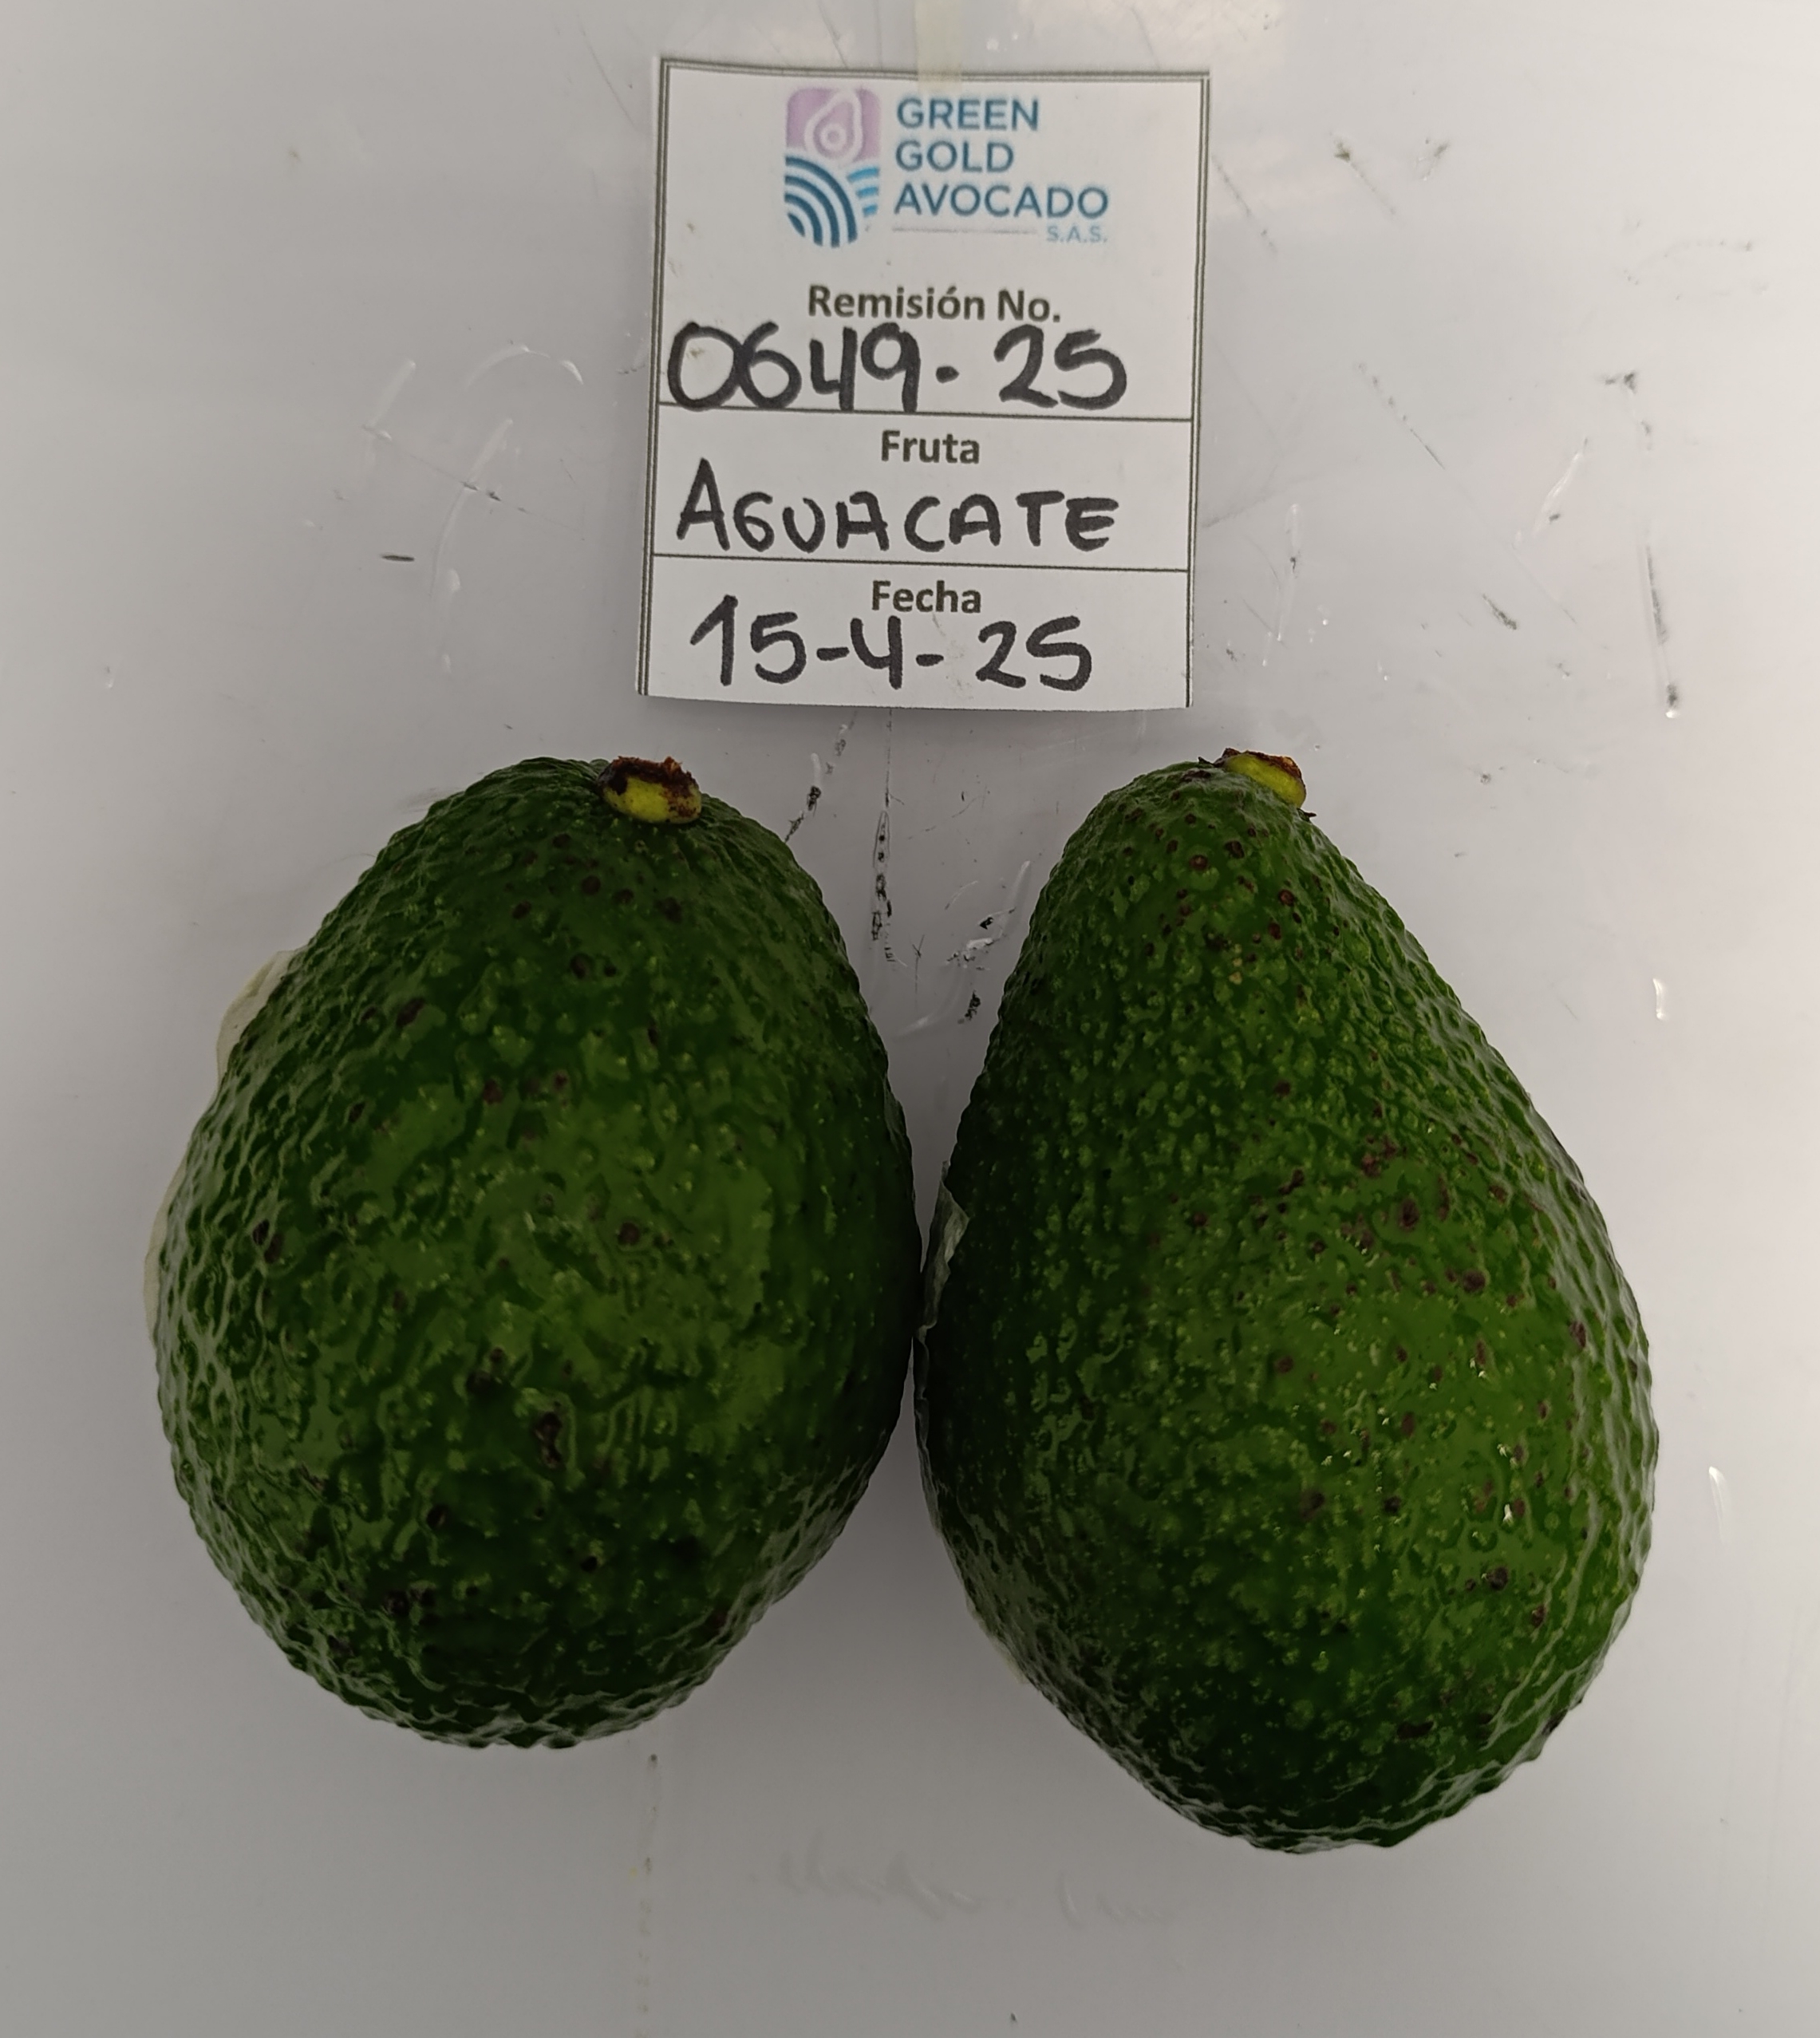 GREEN
GOLD
AVOCADO
S.A.S.
Remisión No.
0649-25
Fruta
AGUACATE
Fecha
15-4-25